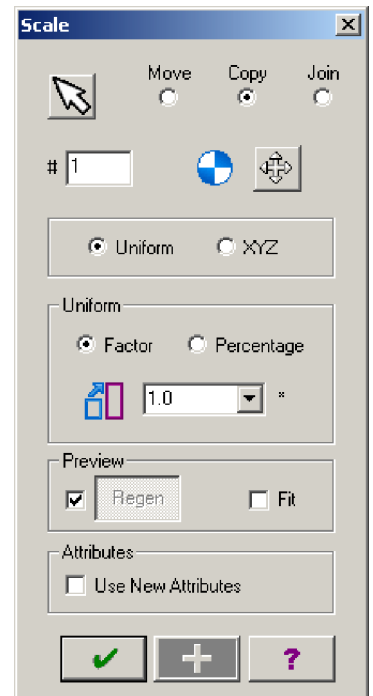 Scale
Move Copy Join
# 1
Uniform XYZ
Uniform
Factor Percentage
1.0 *
Preview
Regen Fit
Attributes
Use New Attributes
?